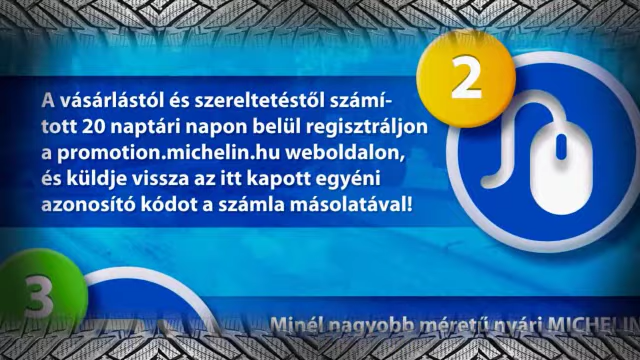 2
A vásárlástól és szereltetéstől számí-
tott 20 naptári napon belül regisztráljon
a promotion.michelin.hu weboldalon,
és küldje vissza az itt kapott egyéni
azonosító kódot a számla másolatával!
3
Minél nagyobb méretű nyári MICHELIN